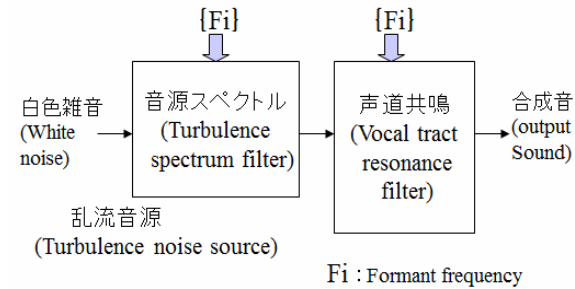 {Fi}
{Fi}
白色雑音
(White
noise)
音源スペクトル
(Turbulence
spectrum filter)
声道共鳴
(Vocal tract
resonance
filter)
合成音
(output
Sound)
乱流音源
(Turbulence noise source)
Fi : Formant frequency